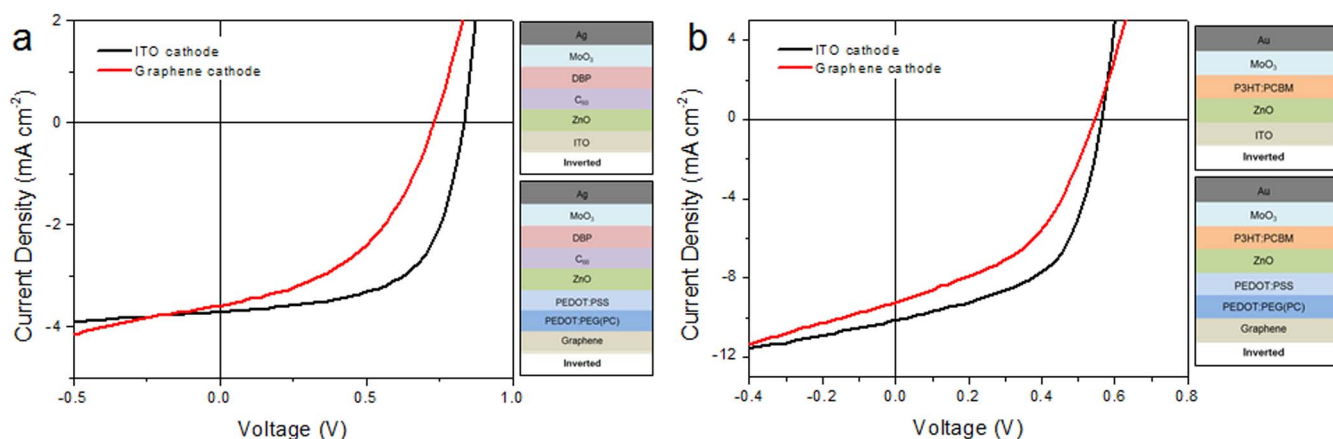 a
ITO cathode
Graphene cathode
2
0
-2
-4
-0.5
0.0
0.5
1.0
Voltage (V)
Current Density (mA cm⁻²)
Ag
MoO₃
DBP
C₆₀
ZnO
ITO
Inverted
Ag
MoO₃
DBP
C₆₀
ZnO
PEDOT:PSS
PEDOT:PEG(PC)
Graphene
Inverted
b
ITO cathode
Graphene cathode
4
0
-4
-8
-12
-0.4
-0.2
0.0
0.2
0.4
0.6
0.8
Voltage (V)
Current Density (mA cm⁻²)
Au
MoO₃
P3HT:PCBM
ZnO
ITO
Inverted
Au
MoO₃
P3HT:PCBM
ZnO
PEDOT:PSS
PEDOT:PEG(PC)
Graphene
Inverted